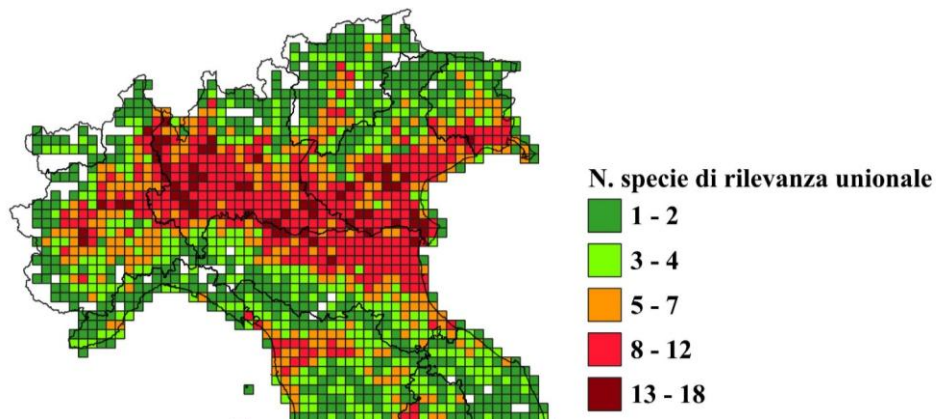 N. specie di rilevanza unionale
1 - 2
3 - 4
5 - 7
8 - 12
13 - 18